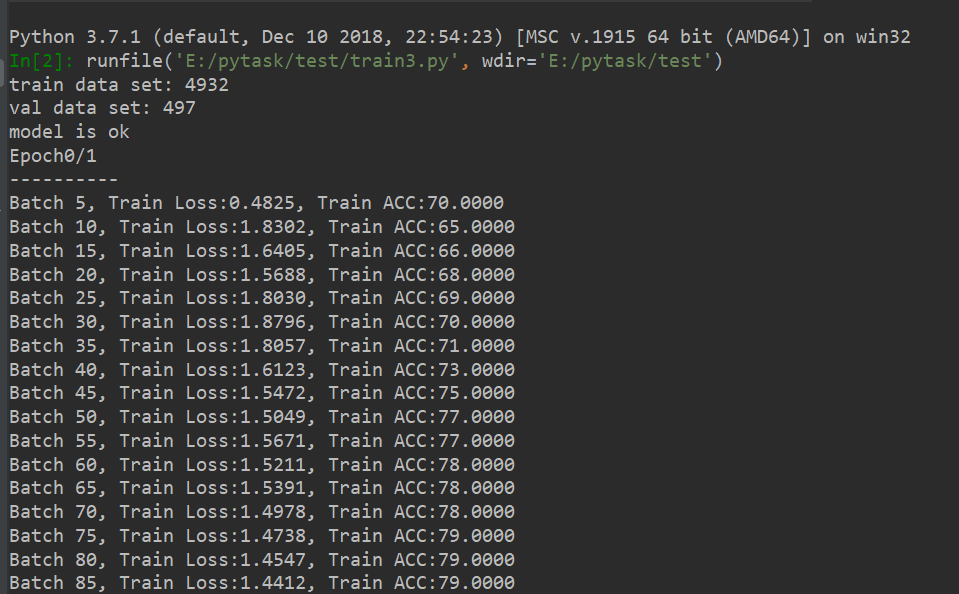 Python 3.7.1 (default, Dec 10 2018, 22:54:23) [MSC v.1915 64 bit (AMD64)] on win32
In[2]: runfile('E:/pytask/test/train3.py', wdir='E:/pytask/test')
train data set: 4932
val data set: 497
model is ok
Epoch0/1
----------
Batch 5, Train Loss:0.4825, Train ACC:70.0000
Batch 10, Train Loss:1.8302, Train ACC:65.0000
Batch 15, Train Loss:1.6405, Train ACC:66.0000
Batch 20, Train Loss:1.5688, Train ACC:68.0000
Batch 25, Train Loss:1.8030, Train ACC:69.0000
Batch 30, Train Loss:1.8796, Train ACC:70.0000
Batch 35, Train Loss:1.8057, Train ACC:71.0000
Batch 40, Train Loss:1.6123, Train ACC:73.0000
Batch 45, Train Loss:1.5472, Train ACC:75.0000
Batch 50, Train Loss:1.5049, Train ACC:77.0000
Batch 55, Train Loss:1.5671, Train ACC:77.0000
Batch 60, Train Loss:1.5211, Train ACC:78.0000
Batch 65, Train Loss:1.5391, Train ACC:78.0000
Batch 70, Train Loss:1.4978, Train ACC:78.0000
Batch 75, Train Loss:1.4738, Train ACC:79.0000
Batch 80, Train Loss:1.4547, Train ACC:79.0000
Batch 85, Train Loss:1.4412, Train ACC:79.0000